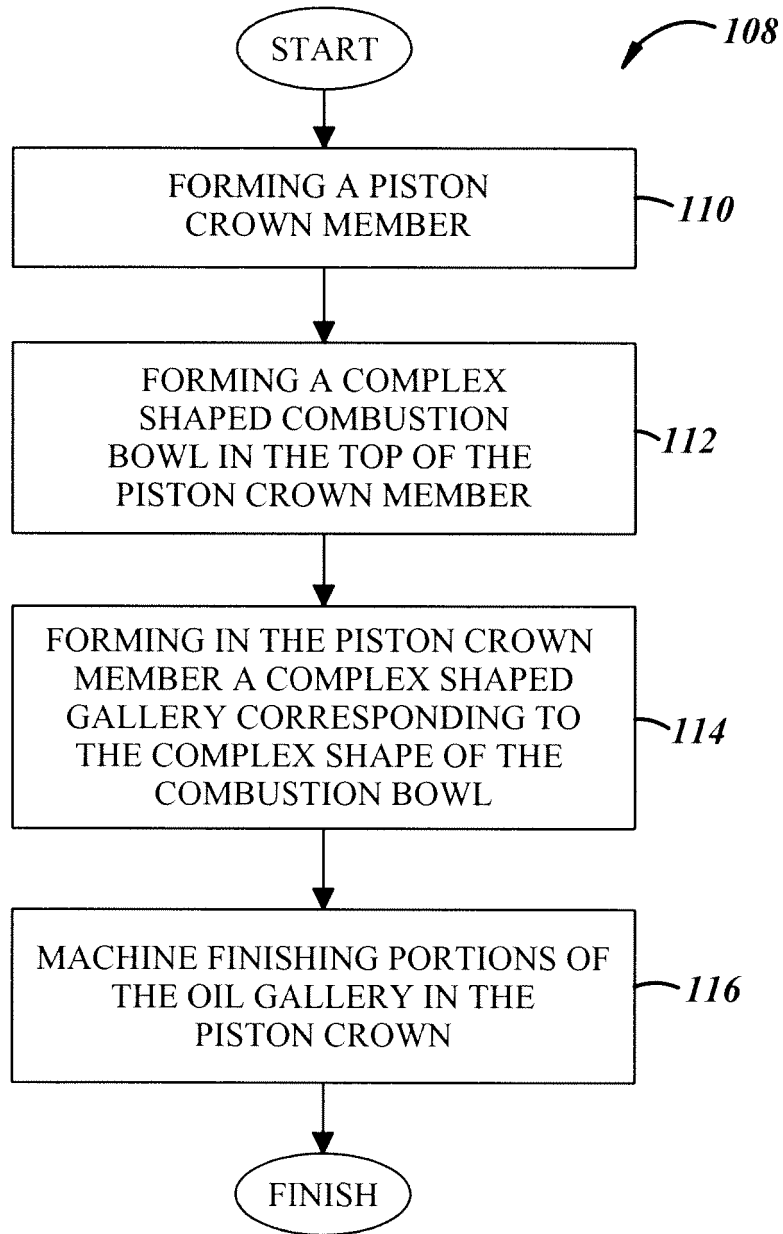 START
108
FORMING A PISTON
CROWN MEMBER
110
FORMING A COMPLEX
SHAPED COMBUSTION
BOWL IN THE TOP OF THE
PISTON CROWN MEMBER
112
FORMING IN THE PISTON CROWN
MEMBER A COMPLEX SHAPED
GALLERY CORRESPONDING TO
THE COMPLEX SHAPE OF THE
COMBUSTION BOWL
114
MACHINE FINISHING PORTIONS OF
THE OIL GALLERY IN THE
PISTON CROWN
116
FINISH